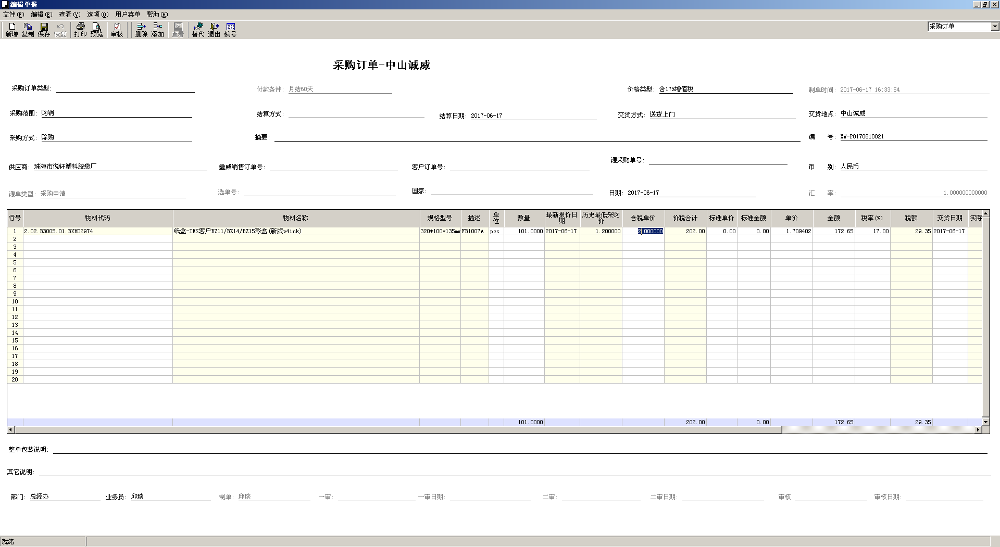 编辑单据
文件(F) 编辑(E) 查看(V) 选项(O) 用户菜单 帮助(H)
新增 复制 保存 恢复 打印 预览 审核 删除 添加 查看 替代 退出 编号 采购订单
采购订单-中山诚威
采购订单类型: 付款条件: 月结60天 价格类型: 含17%增值税 制单时间: 2017-06-17 16:33:54
采购范围: 购销 结算方式: 结算日期: 2017-06-17 交货方式: 送货上门 交货地点: 中山诚威
采购方式: 赊购 摘要: 编 号: XW-PO170610021
供应商: 珠海市悦轩塑料胶袋厂 鑫威销售订单号: 客户订单号: 源采购单号: 币 别: 人民币
源单类型: 采购申请 选单号: 国家: 日期: 2017-06-17 汇 率: 1.000000000000
行号 物料代码 物料名称 规格型号 描述 单位 数量 最新报价日期 历史最低采购价 含税单价 价税合计 标准单价 标准金额 单价 金额 税率(%) 税额 交货日期 实际
1 2.02.B3005.01.BXH02974 纸盒-IES客户BZ11/BZ14/BZ15彩盒(新版v4ink) 320*100*135mm FB1007A pcs 101.0000 2017-06-17 1.200000 2.000000 202.00 0.00 0.00 1.709402 172.65 17.00 29.35 2017-06-17
2
3
4
5
6
7
8
9
10
11
12
13
14
15
16
17
18
19
20
101.0000 202.00 0.00 172.65 29.35
整单包装说明:
其它说明:
部门: 总经办 业务员: 邱琰 制单: 邱琰 一审: 一审日期: 二审: 二审日期: 审核 审核日期:
就绪